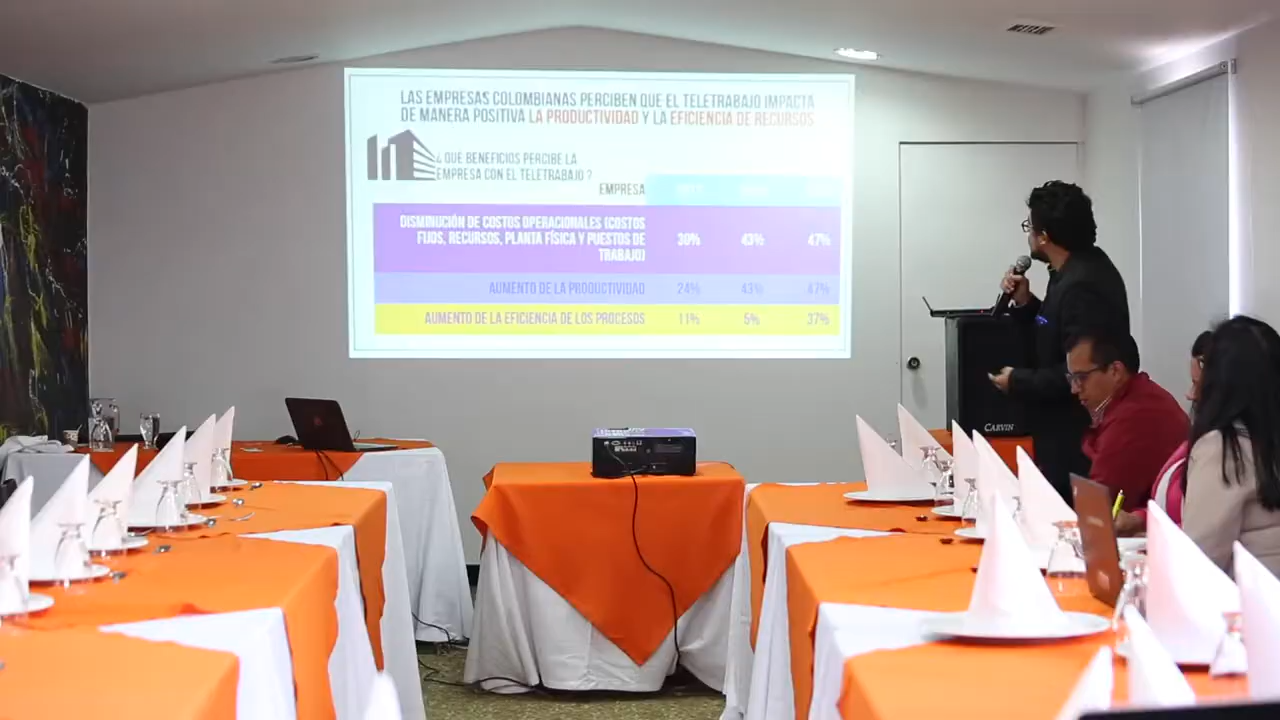 LAS EMPRESAS COLOMBIANAS PERCIBEN QUE EL TELETRABAJO IMPACTA
DE MANERA POSITIVA LA PRODUCTIVIDAD Y LA EFICIENCIA DE RECURSOS
¿ QUE BENEFICIOS PERCIBE LA
EMPRESA CON EL TELETRABAJO ?
EMPRESA
DISMINUCIÓN DE COSTOS OPERACIONALES (COSTOS
FIJOS, RECURSOS, PLANTA FÍSICA Y PUESTOS DE
TRABAJO)
30% 43% 47%
AUMENTO DE LA PRODUCTIVIDAD 24% 43% 47%
AUMENTO DE LA EFICIENCIA DE LOS PROCESOS 11% 5% 37%
CARVIN